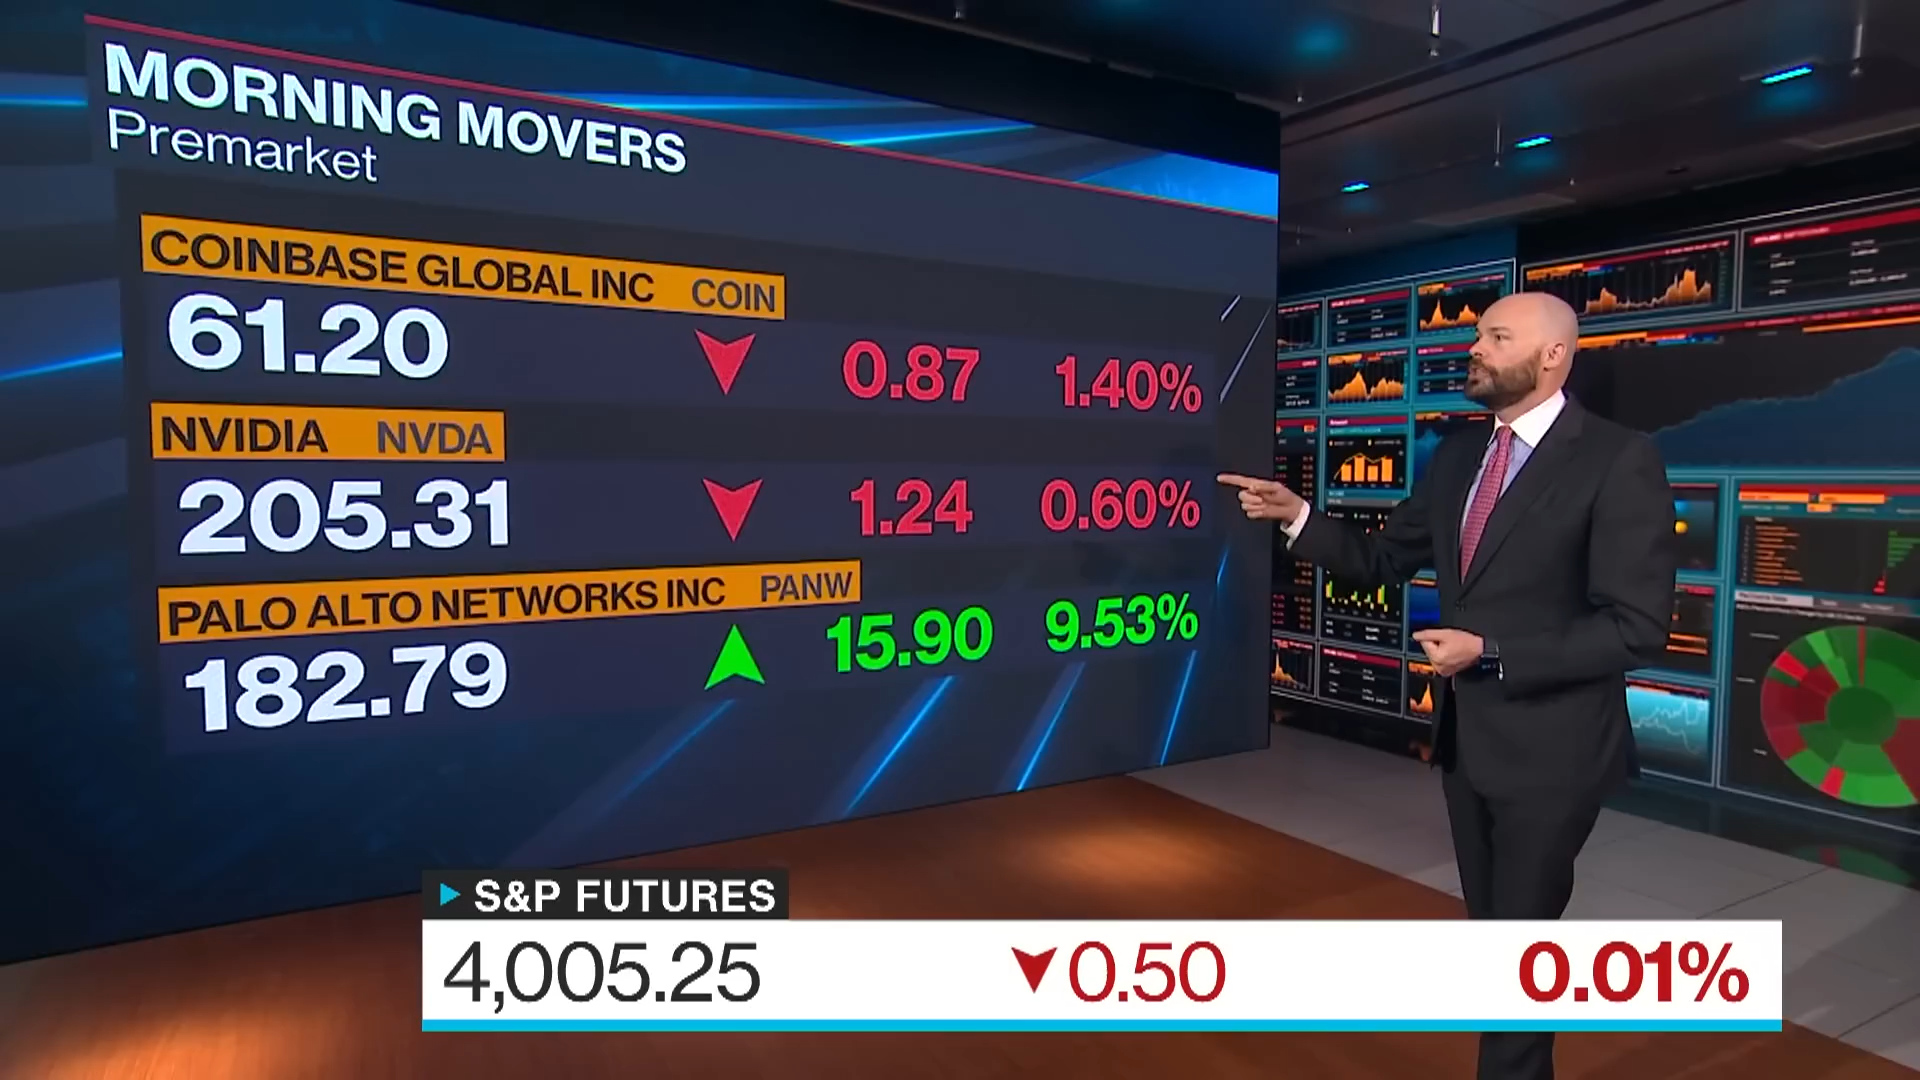 MORNING MOVERS
Premarket
COINBASE GLOBAL INC COIN
61.20 0.87 1.40%
NVIDIA NVDA
205.31 1.24 0.60%
PALO ALTO NETWORKS INC PANW
182.79 15.90 9.53%
S&P FUTURES
4,005.25 0.50 0.01%